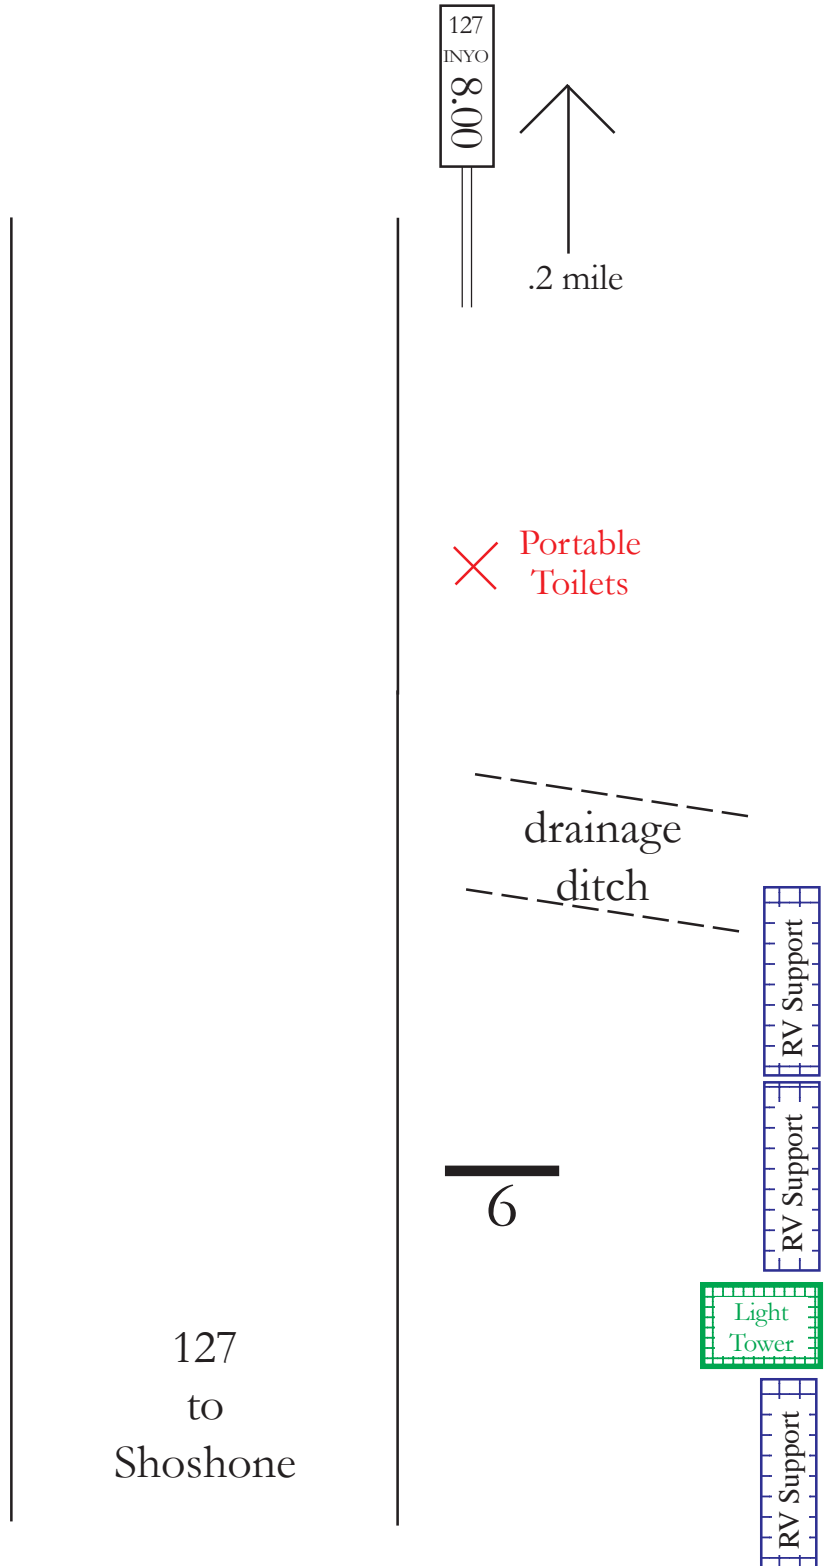 127
INYO
8.00
.2 mile
Portable
Toilets
drainage
ditch
RV Support
RV Support
6
Light
Tower
127
to
Shoshone
RV Support